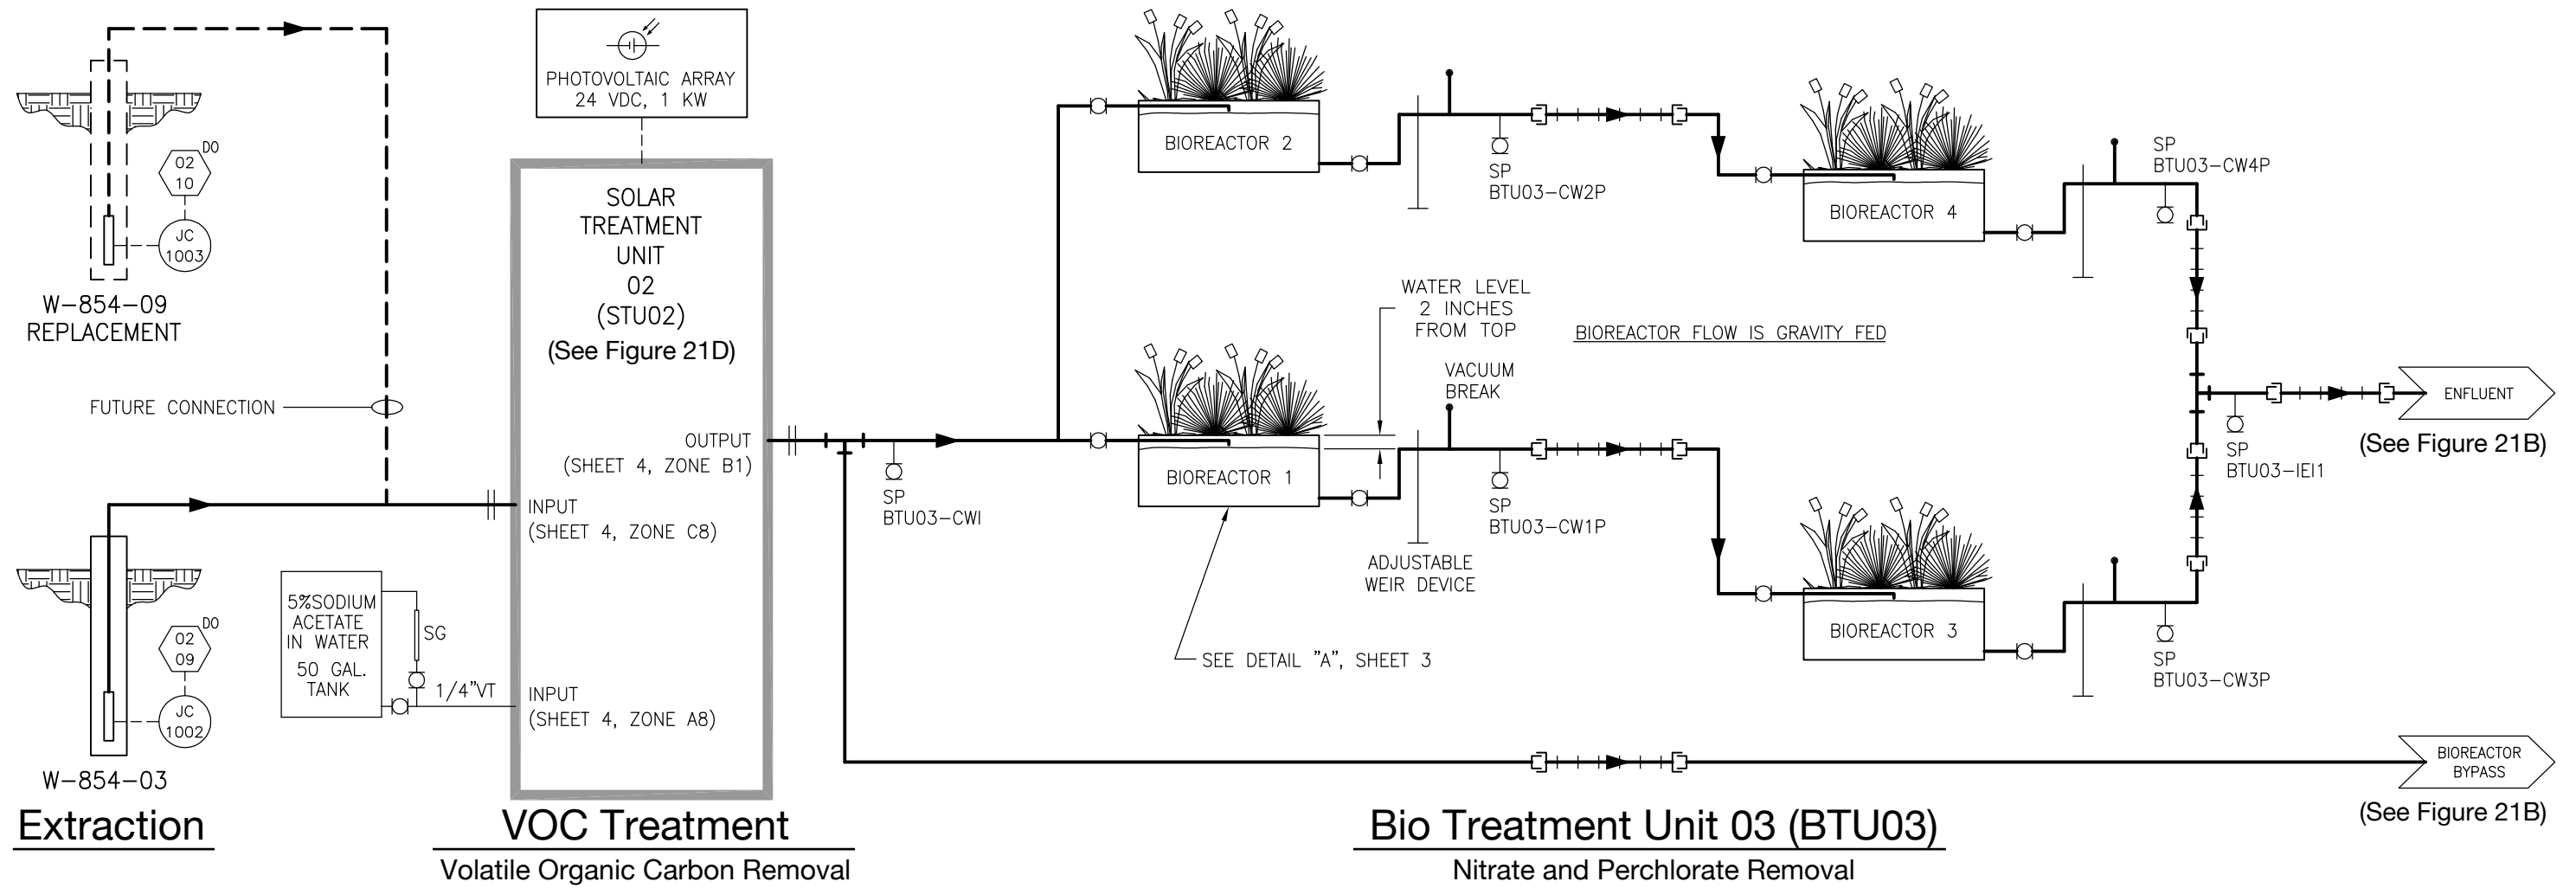 DO
02
10
JC
1003
W-854-09
REPLACEMENT
FUTURE CONNECTION
DO
02
09
JC
1002
W-854-03
Extraction
5%SODIUM
ACETATE
IN WATER
50 GAL.
TANK
SG
1/4"VT
PHOTOVOLTAIC ARRAY
24 VDC, 1 KW
SOLAR
TREATMENT
UNIT
02
(STU02)
(See Figure 21D)
OUTPUT
(SHEET 4, ZONE B1)
INPUT
(SHEET 4, ZONE C8)
INPUT
(SHEET 4, ZONE A8)
VOC Treatment
Volatile Organic Carbon Removal
SP
BTU03-CWI
BIOREACTOR 2
SP
BTU03-CW2P
BIOREACTOR 4
SP
BTU03-CW4P
WATER LEVEL
2 INCHES
FROM TOP
BIOREACTOR FLOW IS GRAVITY FED
VACUUM
BREAK
BIOREACTOR 1
SP
BTU03-CW1P
ADJUSTABLE
WEIR DEVICE
SEE DETAIL "A", SHEET 3
BIOREACTOR 3
SP
BTU03-CW3P
SP
BTU03-IEI1
ENFLUENT
(See Figure 21B)
BIOREACTOR
BYPASS
(See Figure 21B)
Bio Treatment Unit 03 (BTU03)
Nitrate and Perchlorate Removal